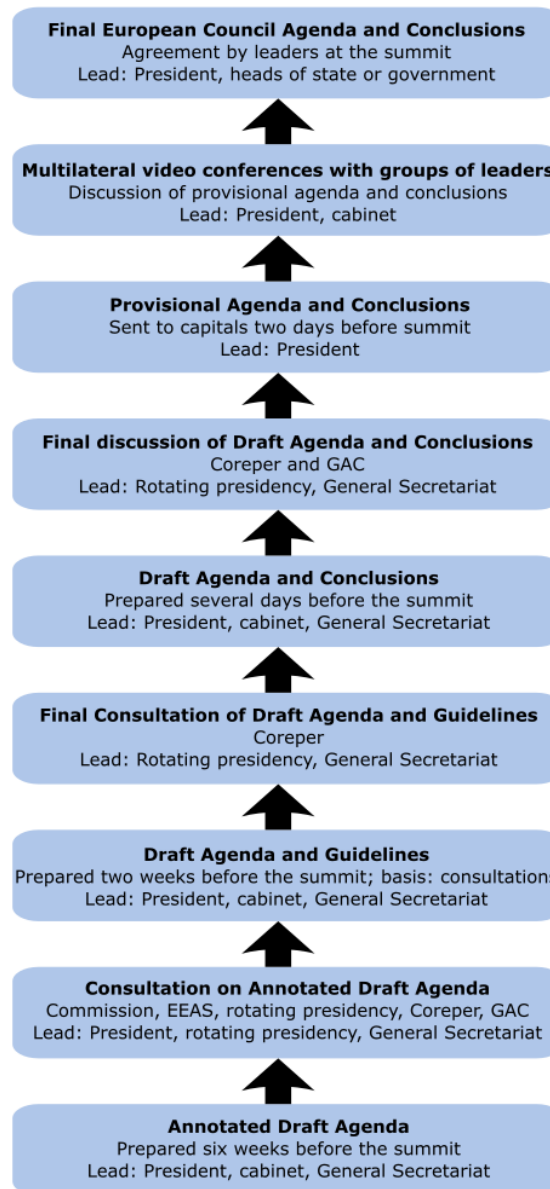 Final European Council Agenda and Conclusions
Agreement by leaders at the summit
Lead: President, heads of state or government
Multilateral video conferences with groups of leaders
Discussion of provisional agenda and conclusions
Lead: President, cabinet
Provisional Agenda and Conclusions
Sent to capitals two days before summit
Lead: President
Final discussion of Draft Agenda and Conclusions
Coreper and GAC
Lead: Rotating presidency, General Secretariat
Draft Agenda and Conclusions
Prepared several days before the summit
Lead: President, cabinet, General Secretariat
Final Consultation of Draft Agenda and Guidelines
Coreper
Lead: Rotating presidency, General Secretariat
Draft Agenda and Guidelines
Prepared two weeks before the summit; basis: consultations
Lead: President, cabinet, General Secretariat
Consultation on Annotated Draft Agenda
Commission, EEAS, rotating presidency, Coreper, GAC
Lead: President, rotating presidency, General Secretariat
Annotated Draft Agenda
Prepared six weeks before the summit
Lead: President, cabinet, General Secretariat